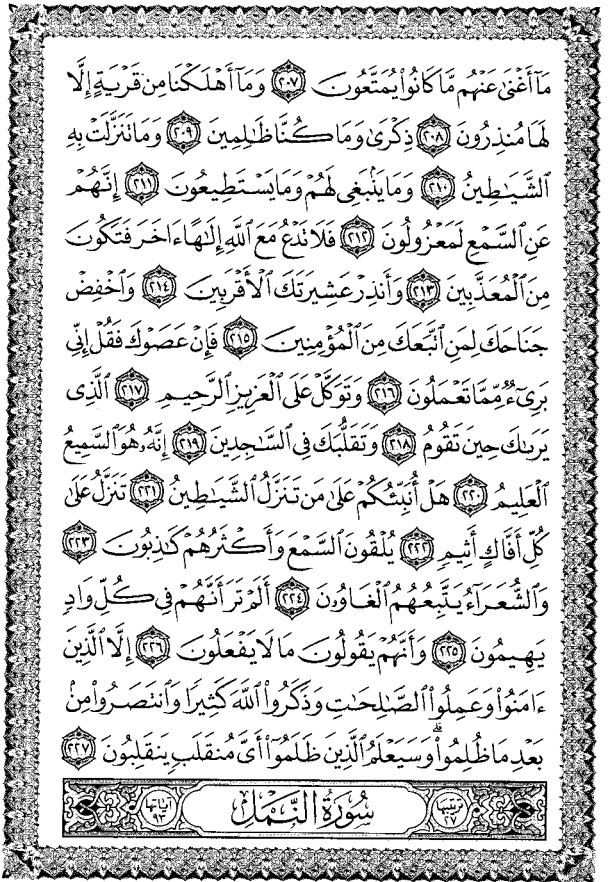 مَآ أَغْنَىٰ عَنْهُم مَّا كَانُوا۟ يُمَتَّعُونَ ٢٠٧ وَمَآ أَهْلَكْنَا مِن قَرْيَةٍ إِلَّا
لَهَا مُنذِرُونَ ٢٠٨ ذِكْرَىٰ وَمَا كُنَّا ظَٰلِمِينَ ٢٠٩ وَمَا تَنَزَّلَتْ بِهِ
ٱلشَّيَٰطِينُ ٢١٠ وَمَا يَنۢبَغِى لَهُمْ وَمَا يَسْتَطِيعُونَ ٢١١ إِنَّهُمْ
عَنِ ٱلسَّمْعِ لَمَعْزُولُونَ ٢١٢ فَلَا تَدْعُ مَعَ ٱللَّهِ إِلَٰهًا ءَاخَرَ فَتَكُونَ
مِنَ ٱلْمُعَذَّبِينَ ٢١٣ وَأَنذِرْ عَشِيرَتَكَ ٱلْأَقْرَبِينَ ٢١٤ وَٱخْفِضْ
جَنَاحَكَ لِمَنِ ٱتَّبَعَكَ مِنَ ٱلْمُؤْمِنِينَ ٢١٥ فَإِنْ عَصَوْكَ فَقُلْ إِنِّى
بَرِىٓءٌ مِّمَّا تَعْمَلُونَ ٢١٦ وَتَوَكَّلْ عَلَى ٱلْعَزِيزِ ٱلرَّحِيمِ ٢١٧ ٱلَّذِى
يَرَىٰكَ حِينَ تَقُومُ ٢١٨ وَتَقَلُّبَكَ فِى ٱلسَّٰجِدِينَ ٢١٩ إِنَّهُۥ هُوَ ٱلسَّمِيعُ
ٱلْعَلِيمُ ٢٢٠ هَلْ أُنَبِّئُكُمْ عَلَىٰ مَن تَنَزَّلُ ٱلشَّيَٰطِينُ ٢٢١ تَنَزَّلُ عَلَىٰ
كُلِّ أَفَّاكٍ أَثِيمٍ ٢٢٢ يُلْقُونَ ٱلسَّمْعَ وَأَكْثَرُهُمْ كَٰذِبُونَ ٢٢٣
وَٱلشُّعَرَآءُ يَتَّبِعُهُمُ ٱلْغَاوُۥنَ ٢٢٤ أَلَمْ تَرَ أَنَّهُمْ فِى كُلِّ وَادٍ
يَهِيمُونَ ٢٢٥ وَأَنَّهُمْ يَقُولُونَ مَا لَا يَفْعَلُونَ ٢٢٦ إِلَّا ٱلَّذِينَ
ءَامَنُوا۟ وَعَمِلُوا۟ ٱلصَّٰلِحَٰتِ وَذَكَرُوا۟ ٱللَّهَ كَثِيرًا وَٱنتَصَرُوا۟ مِنۢ
بَعْدِ مَا ظُلِمُوا۟ ۗ وَسَيَعْلَمُ ٱلَّذِينَ ظَلَمُوٓا۟ أَىَّ مُنقَلَبٍ يَنقَلِبُونَ ٢٢٧
ترتيبها ٢٧ سُورَةُ النَّمْلِ آياتها ٩٣